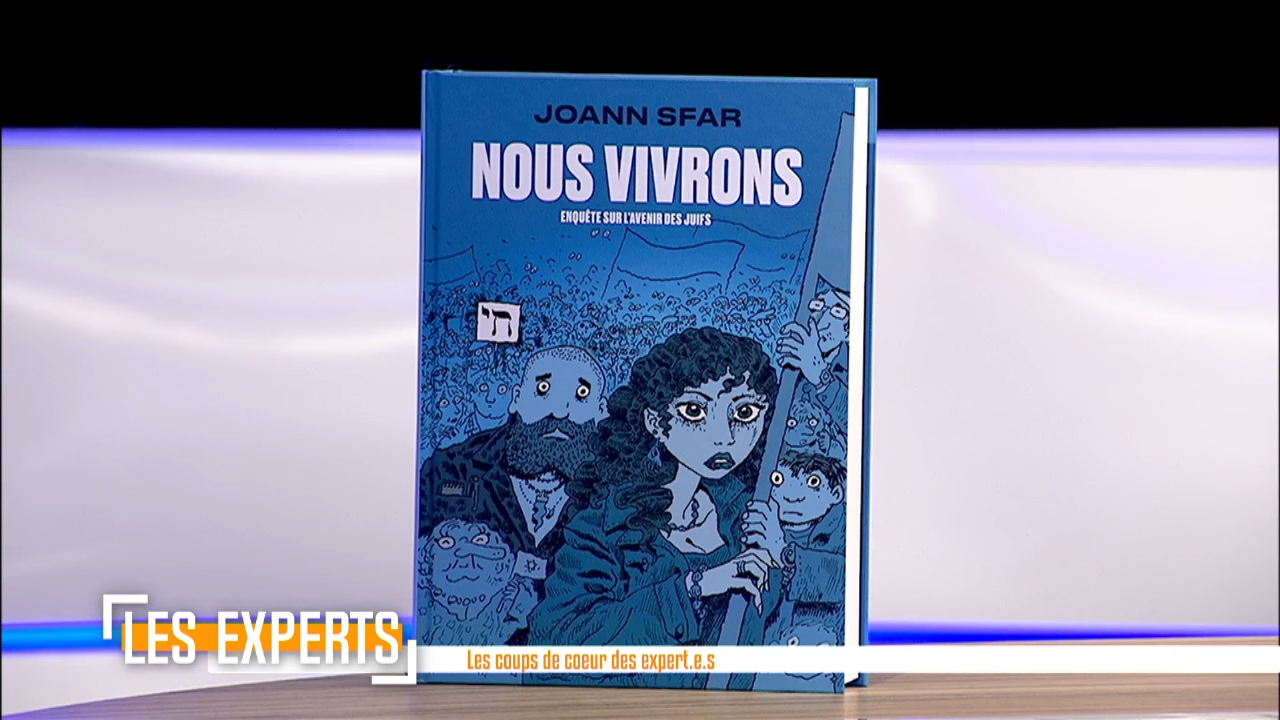 JOANN SFAR
NOUS VIVRONS
ENQUÊTE SUR L'AVENIR DES JUIFS
חי
LES EXPERTS
Les coups de coeur des expert.e.s